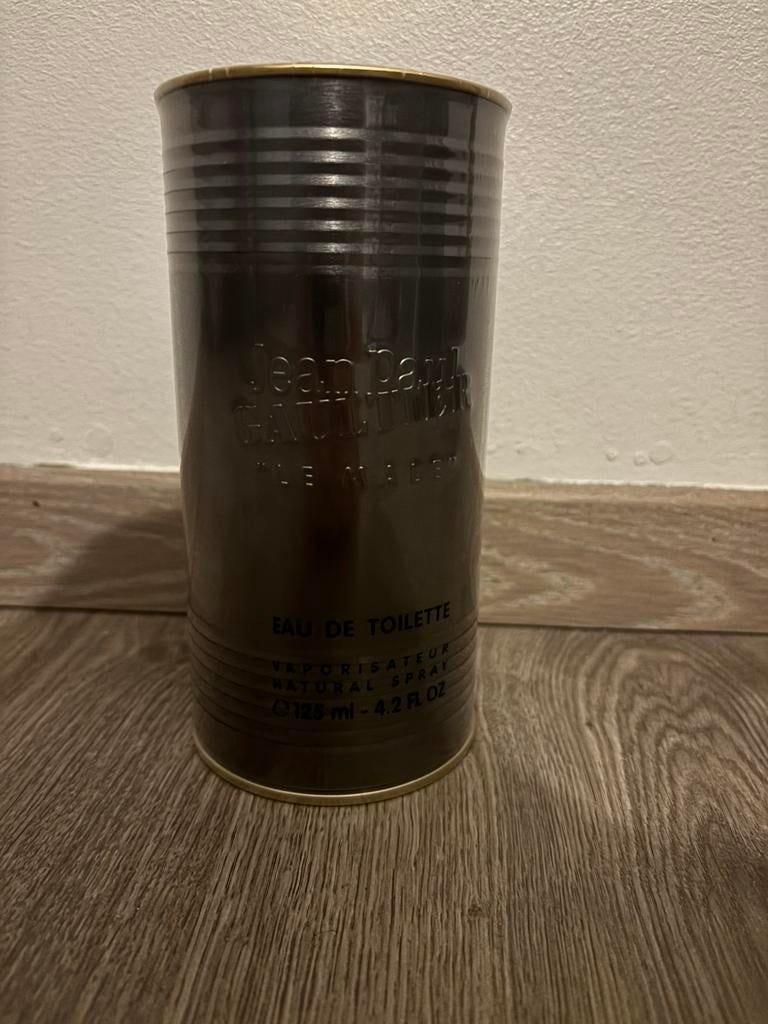 Jean Paul
GAULTIER
"LE MALE"
EAU DE TOILETTE
VAPORISATEUR
NATURAL SPRAY
℮ 125 ml - 4.2 FL OZ